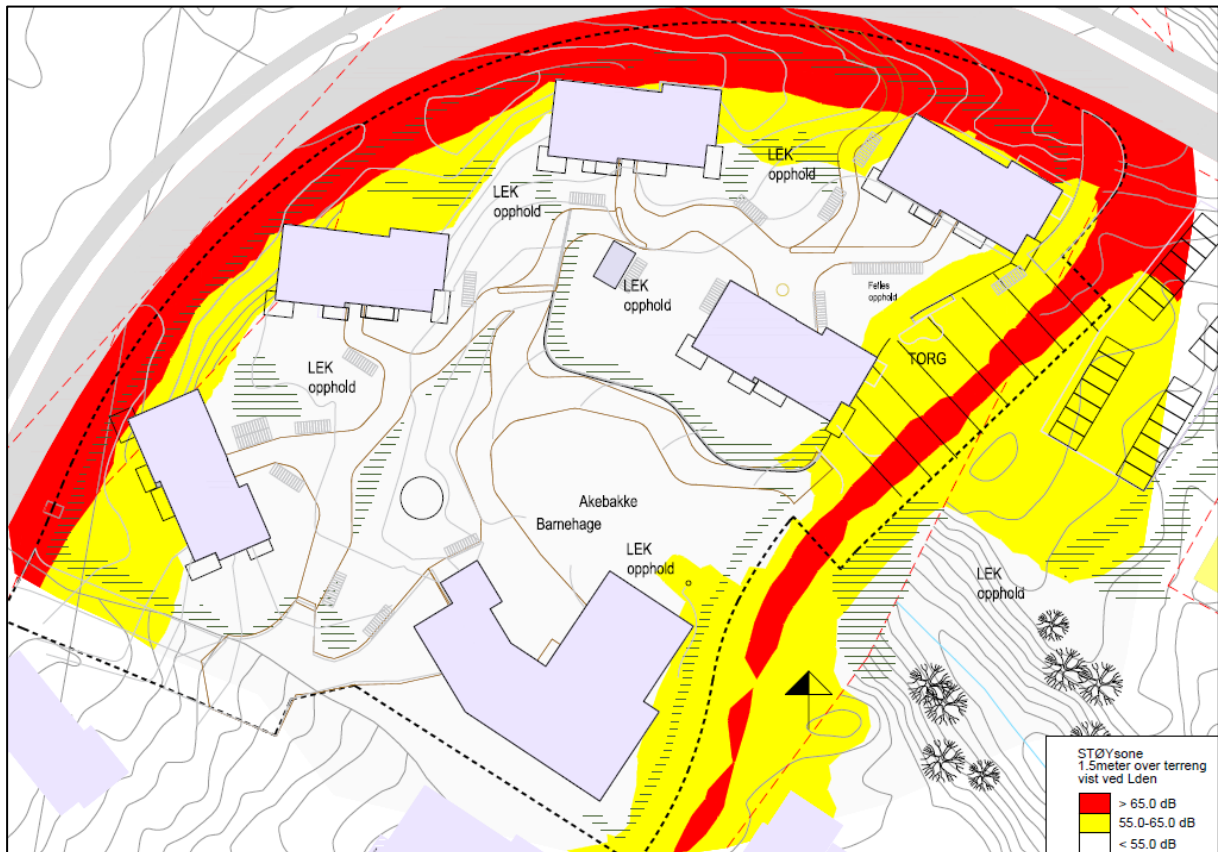 LEK
opphold
LEK
opphold
LEK
opphold
Felles
opphold
TORG
LEK
opphold
Akebakke
Barnehage
LEK
opphold
LEK
opphold
STØYsone
1.5meter over terreng
vist ved Lden
> 65.0 dB
55.0-65.0 dB
< 55.0 dB